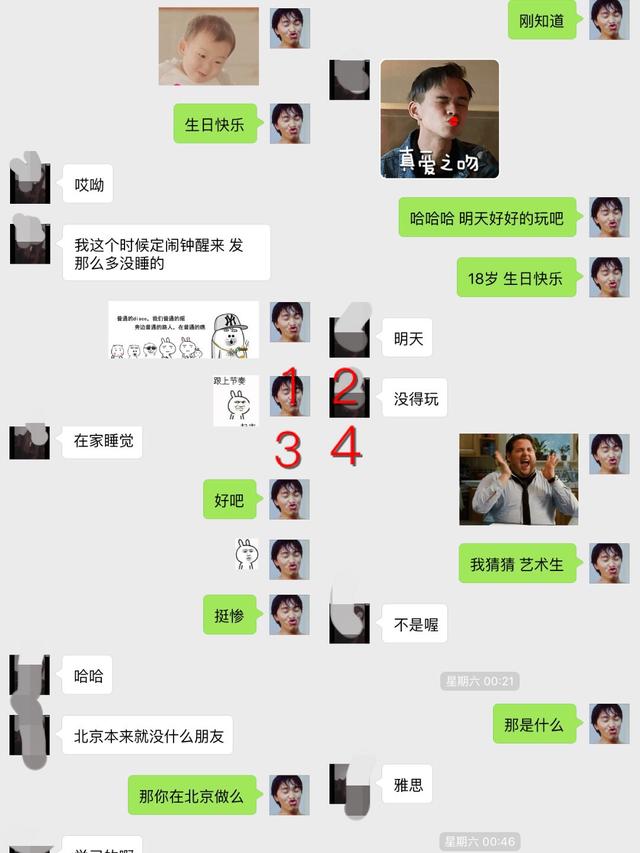 生日快乐
哎呦
我这个时候定闹钟醒来 发
那么多没睡的
普通的disco，我们普通的摇
旁边普通的路人，在普通的瞧
跟上节奏
1
刚知道
真爱之吻
哈哈哈 明天好好的玩吧
18岁 生日快乐
明天
没得玩
2
3
在家睡觉
好吧
挺惨
哈哈
北京本来就没什么朋友
那你在北京做么
4
我猜猜 艺术生
不是喔
星期六 00:21
那是什么
雅思
星期六 00:46